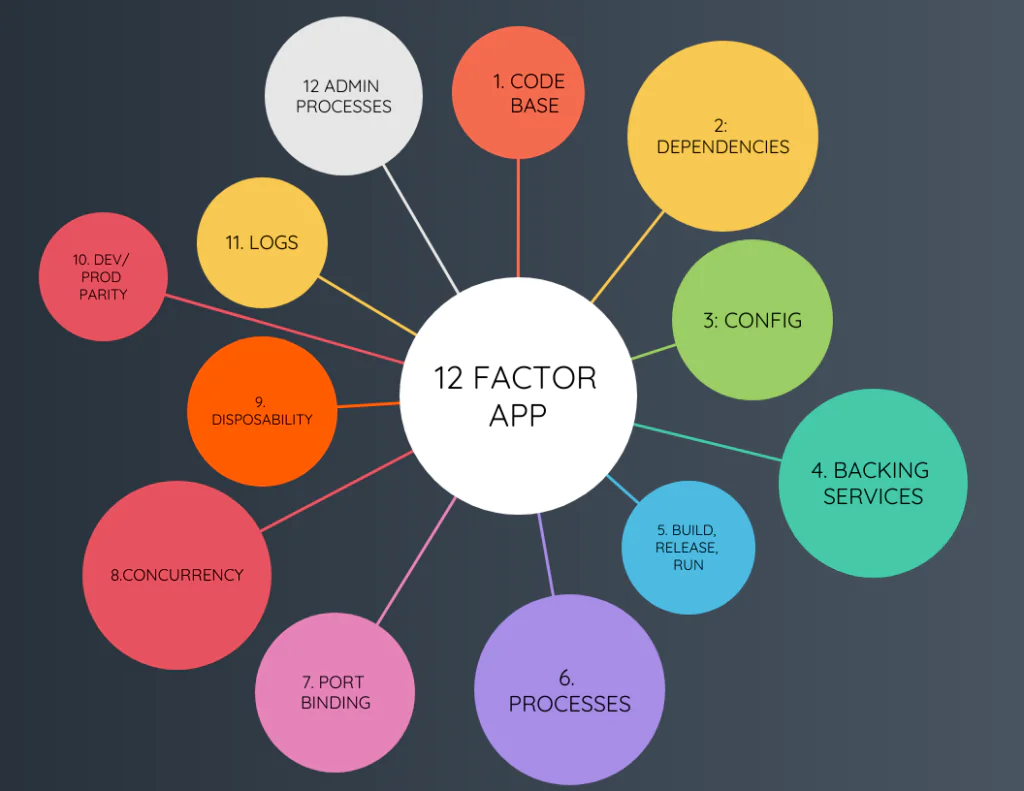 12 FACTOR
APP
1. CODE
BASE
2:
DEPENDENCIES
3: CONFIG
4. BACKING
SERVICES
5. BUILD,
RELEASE,
RUN
6.
PROCESSES
7. PORT
BINDING
8.CONCURRENCY
9.
DISPOSABILITY
10. DEV/
PROD
PARITY
11. LOGS
12 ADMIN
PROCESSES